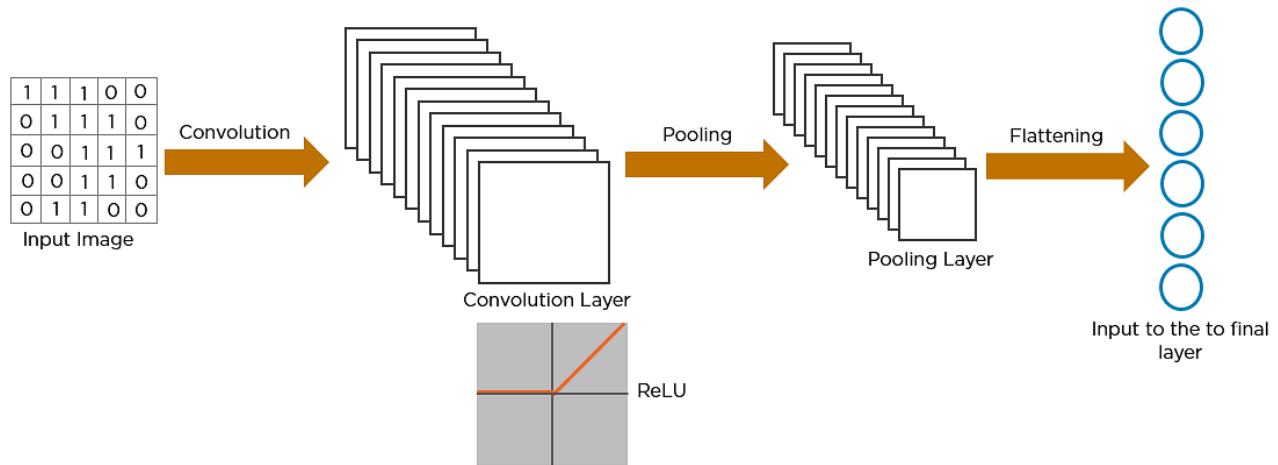 1 1 1 0 0
0 1 1 1 0
0 0 1 1 1
0 0 1 1 0
0 1 1 0 0
Input Image
Convolution
Convolution Layer
ReLU
Pooling
Pooling Layer
Flattening
Input to the to final
layer